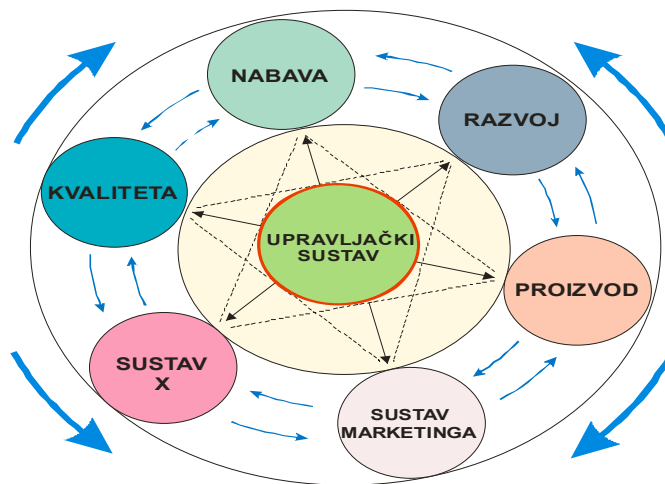 NABAVA
RAZVOJ
KVALITETA
UPRAVLJAČKI
SUSTAV
PROIZVOD
SUSTAV
X
SUSTAV
MARKETINGA